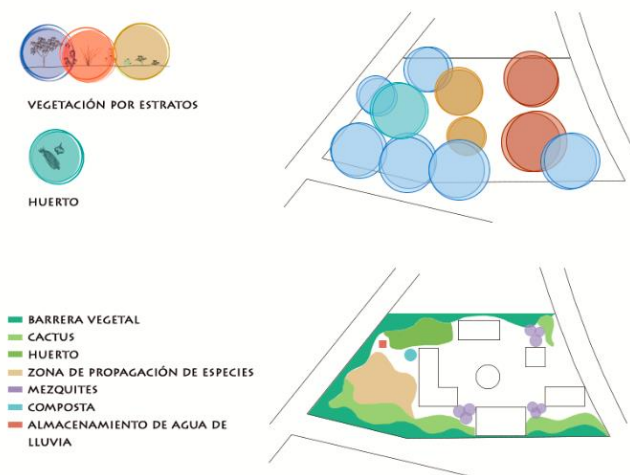 VEGETACIÓN POR ESTRATOS
HUERTO
BARRERA VEGETAL
CACTUS
HUERTO
ZONA DE PROPAGACIÓN DE ESPECIES
MEZQUITES
COMPOSTA
ALMACENAMIENTO DE AGUA DE
LLUVIA